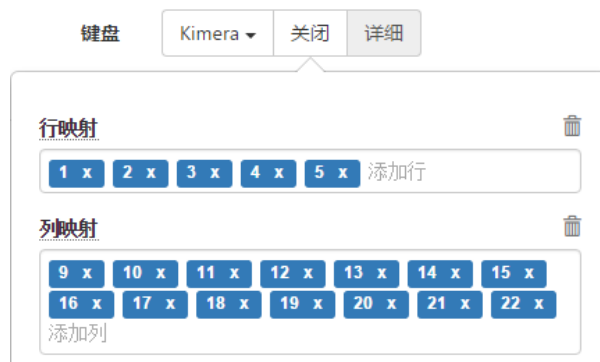 键盘 Kimera 关闭 详细
行映射
1 x 2 x 3 x 4 x 5 x 添加行
列映射
9 x 10 x 11 x 12 x 13 x 14 x 15 x
16 x 17 x 18 x 19 x 20 x 21 x 22 x
添加列